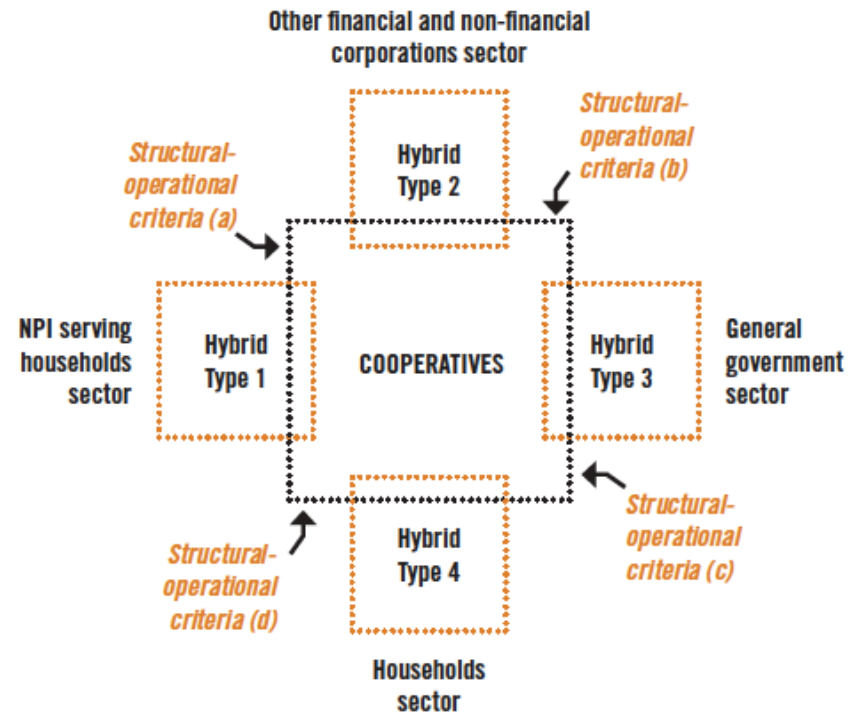 Other financial and non-financial
corporations sector
Structural-
operational
criteria (b)
Structural-
operational
criteria (a)
Hybrid
Type 2
NPI serving
households
sector
Hybrid
Type 1
COOPERATIVES
Hybrid
Type 3
General
government
sector
Structural-
operational
criteria (c)
Structural-
operational
criteria (d)
Hybrid
Type 4
Households
sector